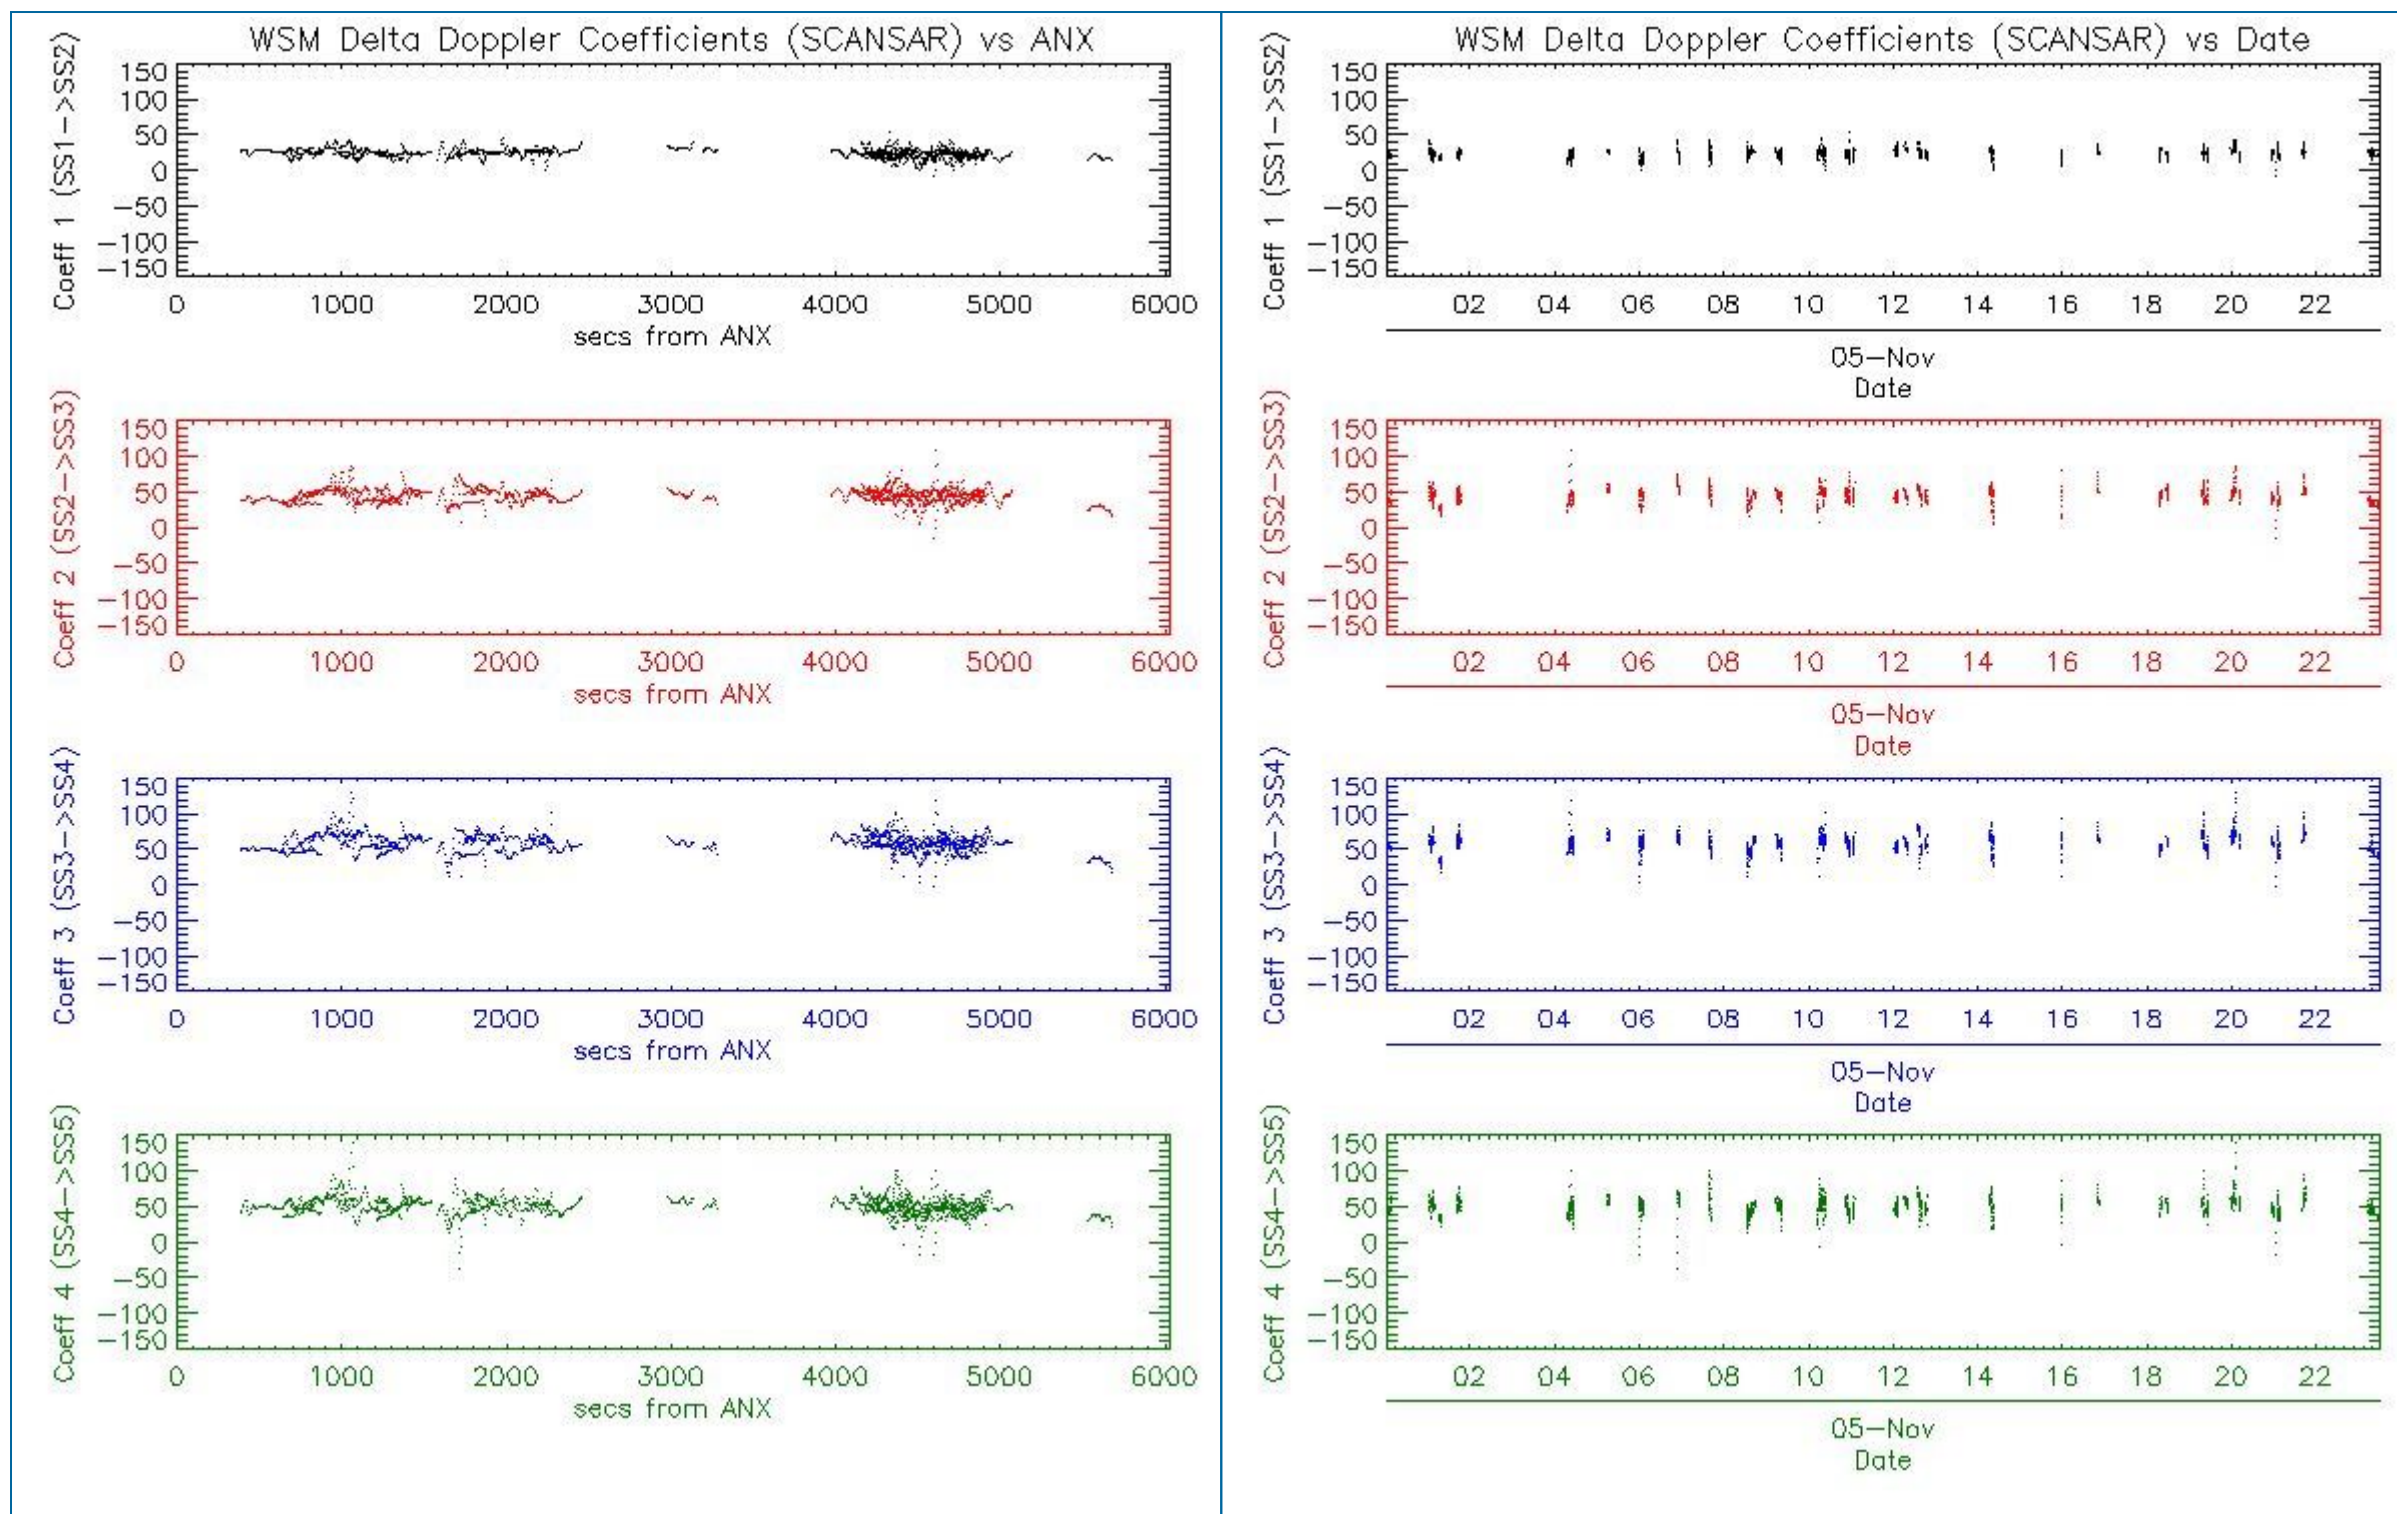 WSM Delta Doppler Coefficients (SCANSAR) vs ANX
Coeff 1 (SS1->SS2)
150
100
50
0
-50
-100
-150
0 1000 2000 3000 4000 5000 6000
secs from ANX
Coeff 2 (SS2->SS3)
150
100
50
0
-50
-100
-150
0 1000 2000 3000 4000 5000 6000
secs from ANX
Coeff 3 (SS3->SS4)
150
100
50
0
-50
-100
-150
0 1000 2000 3000 4000 5000 6000
secs from ANX
Coeff 4 (SS4->SS5)
150
100
50
0
-50
-100
-150
0 1000 2000 3000 4000 5000 6000
secs from ANX
WSM Delta Doppler Coefficients (SCANSAR) vs Date
Coeff 1 (SS1->SS2)
150
100
50
0
-50
-100
-150
02 04 06 08 10 12 14 16 18 20 22
05-Nov
Date
Coeff 2 (SS2->SS3)
150
100
50
0
-50
-100
-150
02 04 06 08 10 12 14 16 18 20 22
05-Nov
Date
Coeff 3 (SS3->SS4)
150
100
50
0
-50
-100
-150
02 04 06 08 10 12 14 16 18 20 22
05-Nov
Date
Coeff 4 (SS4->SS5)
150
100
50
0
-50
-100
-150
02 04 06 08 10 12 14 16 18 20 22
05-Nov
Date